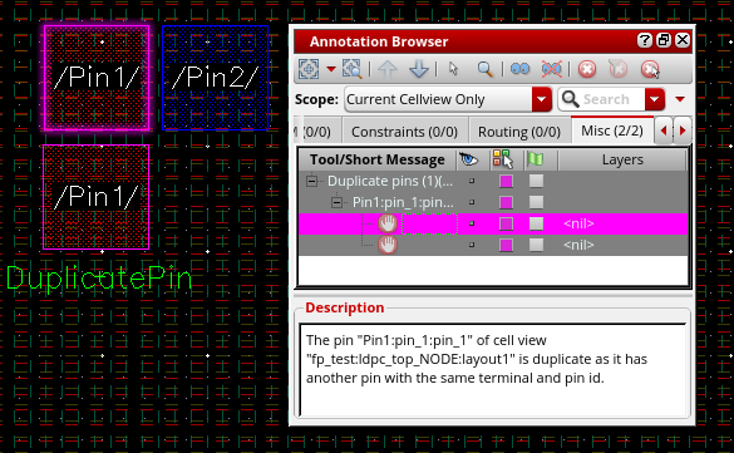 /Pin1/
/Pin2/
/Pin1/
DuplicatePin
Annotation Browser
Scope: Current Cellview Only
Search
(0/0)
Constraints (0/0)
Routing (0/0)
Misc (2/2)
Tool/Short Message
Layers
Duplicate pins (1)(...
Pin1:pin_1:pin...
<nil>
<nil>
Description
The pin "Pin1:pin_1:pin_1" of cell view
"fp_test:ldpc_top_NODE:layout1" is duplicate as it has
another pin with the same terminal and pin id.